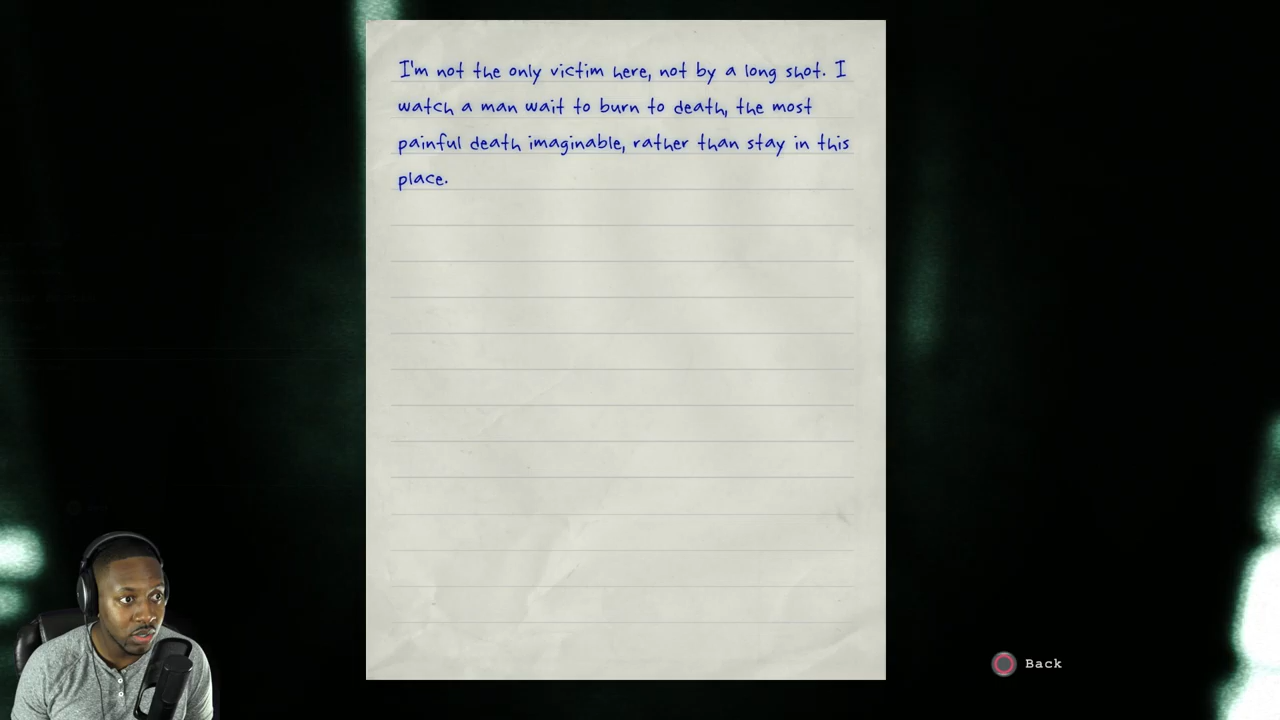 I'm not the only victim here, not by a long shot. I
watch a man wait to burn to death, the most
painful death imaginable, rather than stay in this
place.
Back